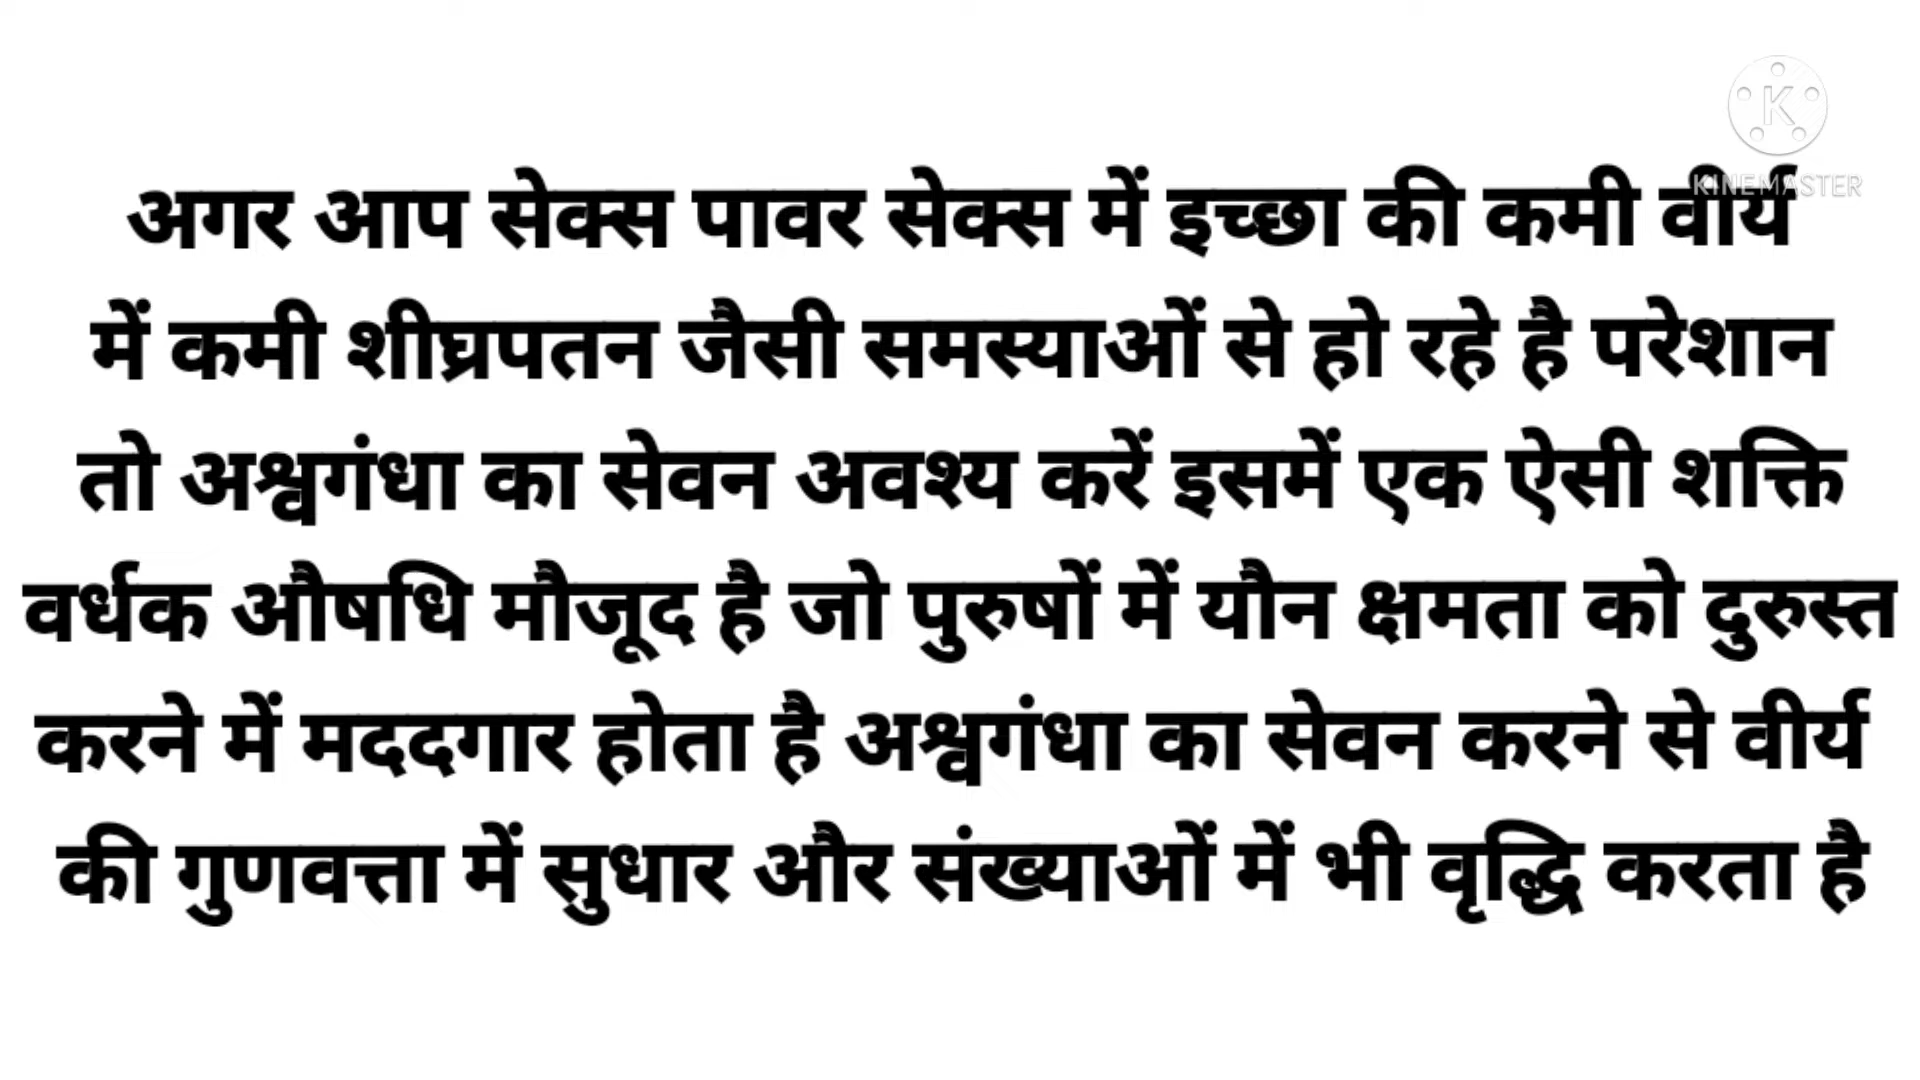 KINEMASTER
अगर आप सेक्स पावर सेक्स में इच्छा की कमी वीर्य
में कमी शीघ्रपतन जैसी समस्याओं से हो रहे है परेशान
तो अश्वगंधा का सेवन अवश्य करें इसमें एक ऐसी शक्ति
वर्धक औषधि मौजूद है जो पुरुषों में यौन क्षमता को दुरुस्त
करने में मददगार होता है अश्वगंधा का सेवन करने से वीर्य
की गुणवत्ता में सुधार और संख्याओं में भी वृद्धि करता है